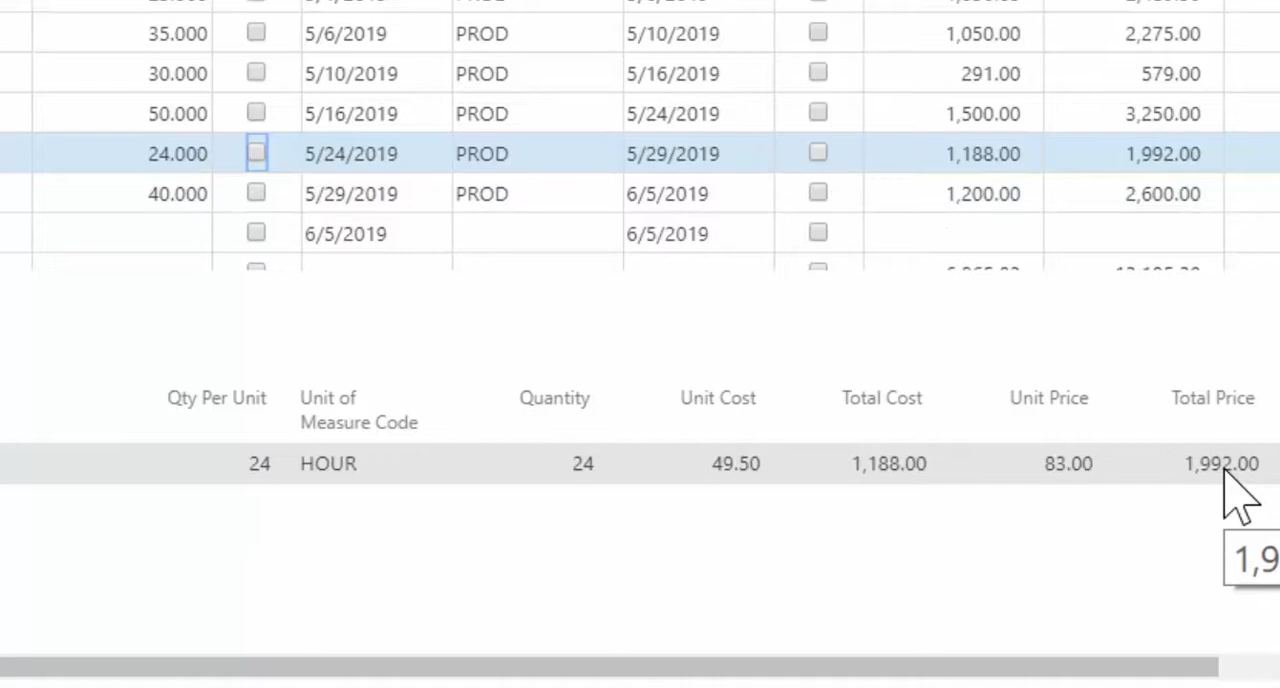 35.000 5/6/2019 PROD 5/10/2019 1,050.00 2,275.00
30.000 5/10/2019 PROD 5/16/2019 291.00 579.00
50.000 5/16/2019 PROD 5/24/2019 1,500.00 3,250.00
24.000 5/24/2019 PROD 5/29/2019 1,188.00 1,992.00
40.000 5/29/2019 PROD 6/5/2019 1,200.00 2,600.00
6/5/2019 6/5/2019
Qty Per Unit Unit of Quantity Unit Cost Total Cost Unit Price Total Price
Measure Code
24 HOUR 24 49.50 1,188.00 83.00 1,992.00
1,9